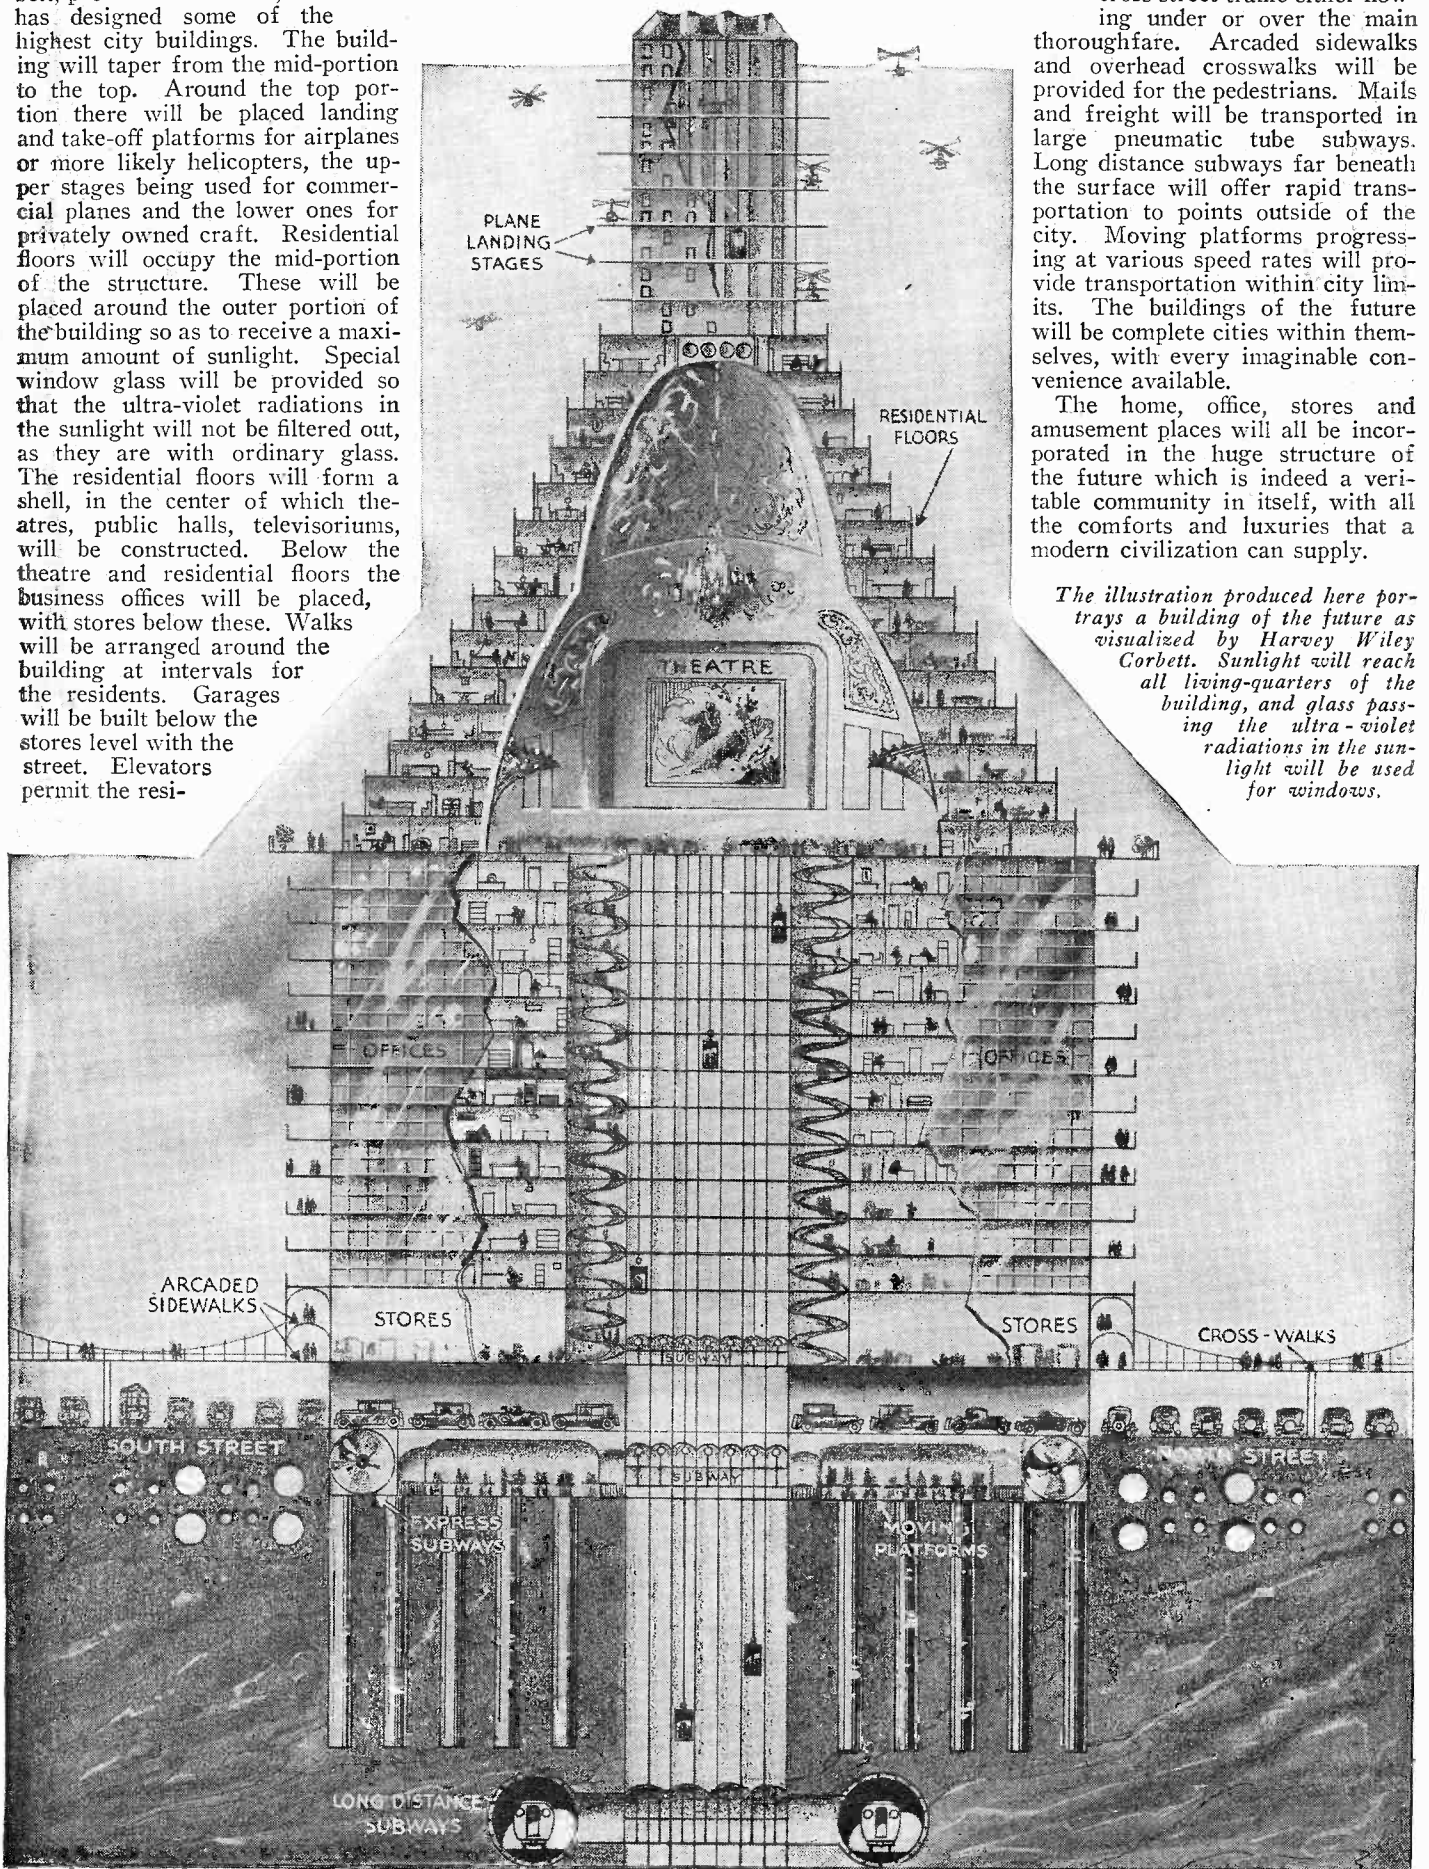 has designed some of the
highest city buildings. The build-
ing will taper from the mid-portion
to the top. Around the top por-
tion there will be placed landing
and take-off platforms for airplanes
or more likely helicopters, the up-
per stages being used for commer-
cial planes and the lower ones for
privately owned craft. Residential
floors will occupy the mid-portion
of the structure. These will be
placed around the outer portion of
the building so as to receive a maxi-
mum amount of sunlight. Special
window glass will be provided so
that the ultra-violet radiations in
the sunlight will not be filtered out,
as they are with ordinary glass.
The residential floors will form a
shell, in the center of which the-
atres, public halls, televisoriums,
will be constructed. Below the
theatre and residential floors the
business offices will be placed,
with stores below these. Walks
will be arranged around the
building at intervals for
the residents. Garages
will be built below the
stores level with the
street. Elevators
permit the resi-
ing under or over the main
thoroughfare. Arcaded sidewalks
and overhead crosswalks will be
provided for the pedestrians. Mails
and freight will be transported in
large pneumatic tube subways.
Long distance subways far beneath
the surface will offer rapid trans-
portation to points outside of the
city. Moving platforms progress-
ing at various speed rates will pro-
vide transportation within city lim-
its. The buildings of the future
will be complete cities within them-
selves, with every imaginable con-
venience available.
The home, office, stores and
amusement places will all be incor-
porated in the huge structure of
the future which is indeed a veri-
table community in itself, with all
the comforts and luxuries that a
modern civilization can supply.
The illustration produced here por-
trays a building of the future as
visualized by Harvey Wiley
Corbett. Sunlight will reach
all living-quarters of the
building, and glass pass-
ing the ultra-violet
radiations in the sun-
light will be used
for windows.
PLANE
LANDING
STAGES
RESIDENTIAL
FLOORS
THEATRE
OFFICES
OFFICES
ARCADED
SIDEWALKS
STORES
STORES
CROSS-WALKS
SUBWAY
SOUTH STREET
NORTH STREET
SUBWAY
EXPRESS
SUBWAYS
MOVING
PLATFORMS
LONG DISTANCE
SUBWAYS